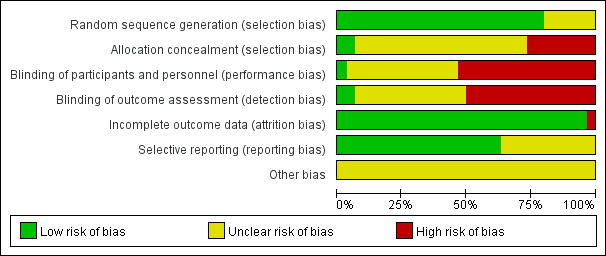 Random sequence generation (selection bias)
Allocation concealment (selection bias)
Blinding of participants and personnel (performance bias)
Blinding of outcome assessment (detection bias)
Incomplete outcome data (attrition bias)
Selective reporting (reporting bias)
Other bias
0% 25% 50% 75% 100%
Low risk of bias Unclear risk of bias High risk of bias